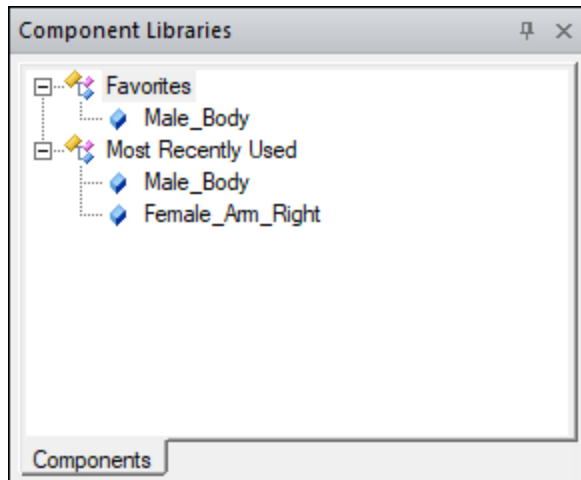 Component Libraries
Favorites
Male_Body
Most Recently Used
Male_Body
Female_Arm_Right
Components